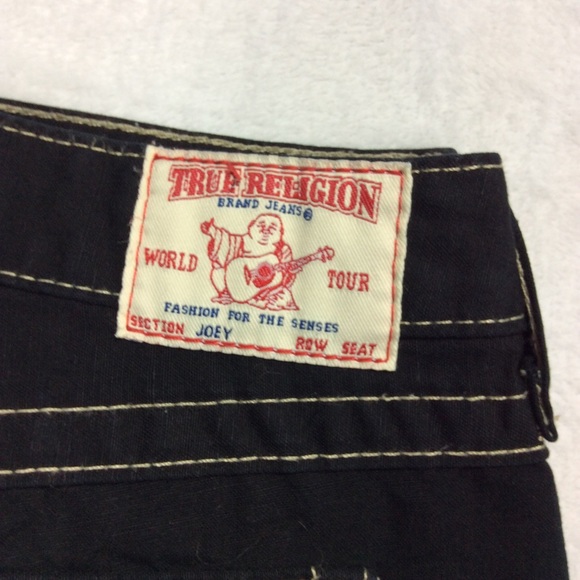 TRUE RELIGION
BRAND JEANS®
WORLD TOUR
FASHION FOR THE SENSES
SECTION JOEY ROW SEAT